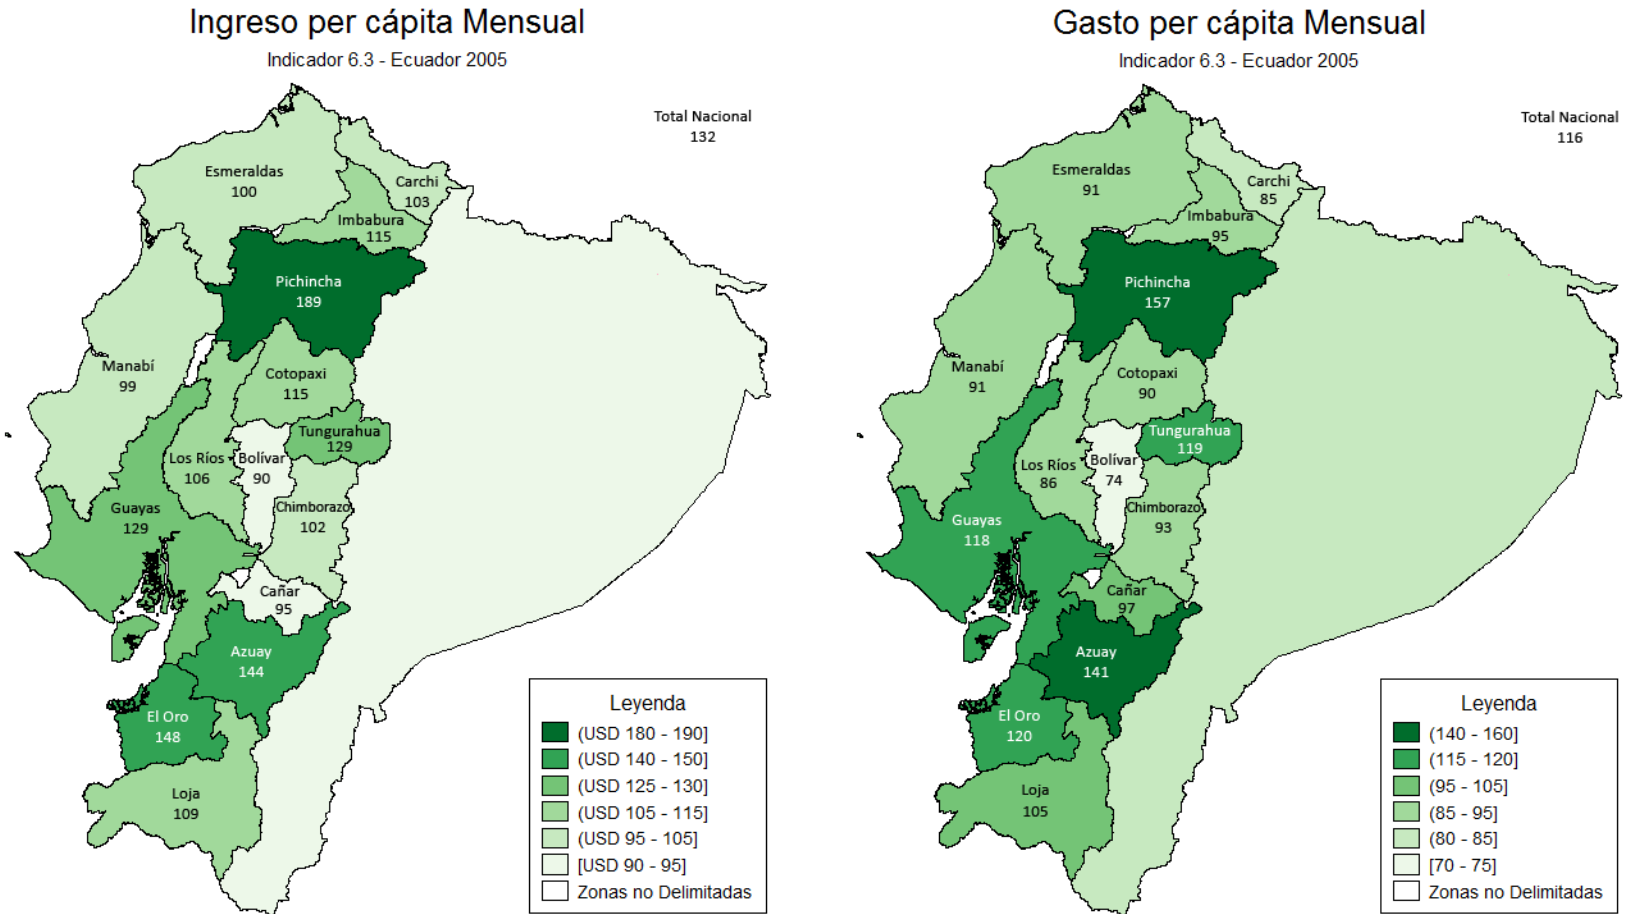 Ingreso per cápita Mensual
Indicador 6.3 - Ecuador 2005
Total Nacional
132
Esmeraldas
100
Carchi
103
Imbabura
115
Pichincha
189
Manabí
99
Cotopaxi
115
Tungurahua
129
Los Ríos
106
Bolívar
90
Guayas
129
Chimborazo
102
Cañar
95
Azuay
144
El Oro
148
Loja
109
Leyenda
(USD 180 - 190]
(USD 140 - 150]
(USD 125 - 130]
(USD 105 - 115]
(USD 95 - 105]
[USD 90 - 95]
Zonas no Delimitadas
Gasto per cápita Mensual
Indicador 6.3 - Ecuador 2005
Total Nacional
116
Esmeraldas
91
Carchi
85
Imbabura
95
Pichincha
157
Manabí
91
Cotopaxi
90
Tungurahua
119
Los Ríos
86
Bolívar
74
Guayas
118
Chimborazo
93
Cañar
97
Azuay
141
El Oro
120
Loja
105
Leyenda
(140 - 160]
(115 - 120]
(95 - 105]
(85 - 95]
(80 - 85]
[70 - 75]
Zonas no Delimitadas